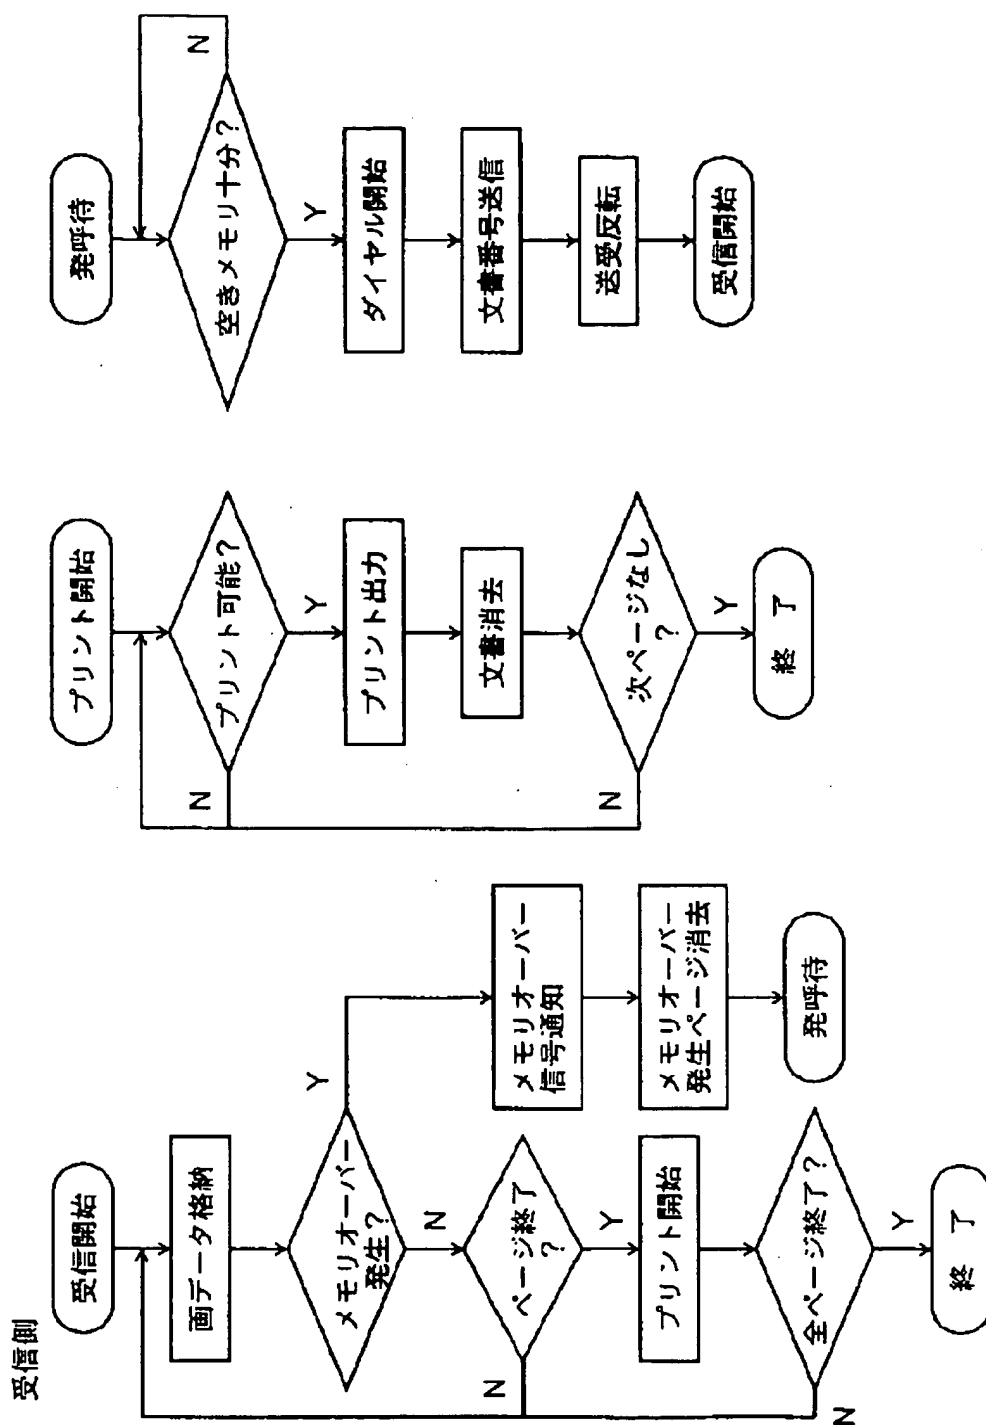 受信側
受信開始
画データ格納
メモリオーバー
発生？
Y
N
メモリオーバー
信号通知
メモリオーバー
発生ページ消去
発呼待
ページ終了
？
N
Y
プリント開始
全ページ終了？
N
Y
終 了
プリント開始
プリント可能？
N
Y
プリント出力
文書消去
次ページなし
？
N
Y
終 了
発呼待
空きメモリ十分？
N
Y
ダイヤル開始
文書番号送信
送受反転
受信開始